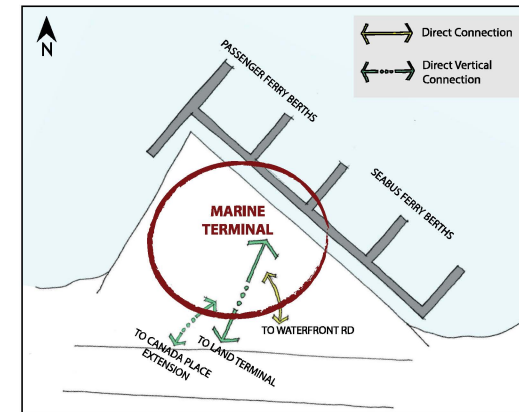 N
Direct Connection
Direct Vertical
Connection
PASSENGER FERRY BERTHS
SEABUS FERRY BERTHS
MARINE
TERMINAL
TO WATERFRONT RD
TO LAND TERMINAL
TO CANADA PLACE
EXTENSION